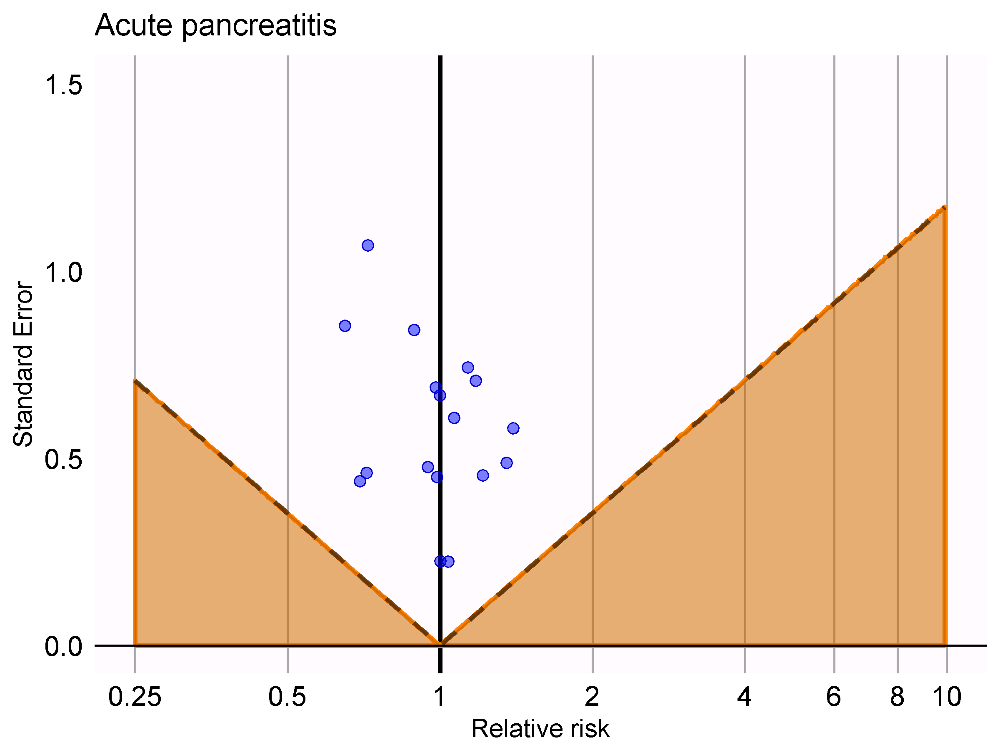 Acute pancreatitis
1.5
1.0
0.5
0.0
Standard Error
0.25 0.5 1 2 4 6 8 10
Relative risk